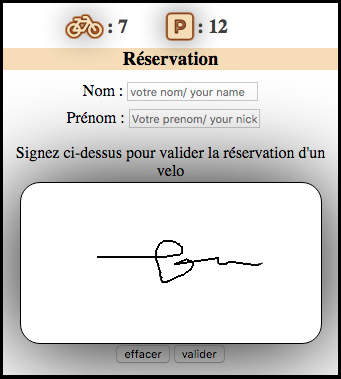 : 7 P : 12
Réservation
Nom : votre nom/ your name
Prénom : Votre prenom/ your nick
Signez ci-dessus pour valider la réservation d'un
velo
effacer valider